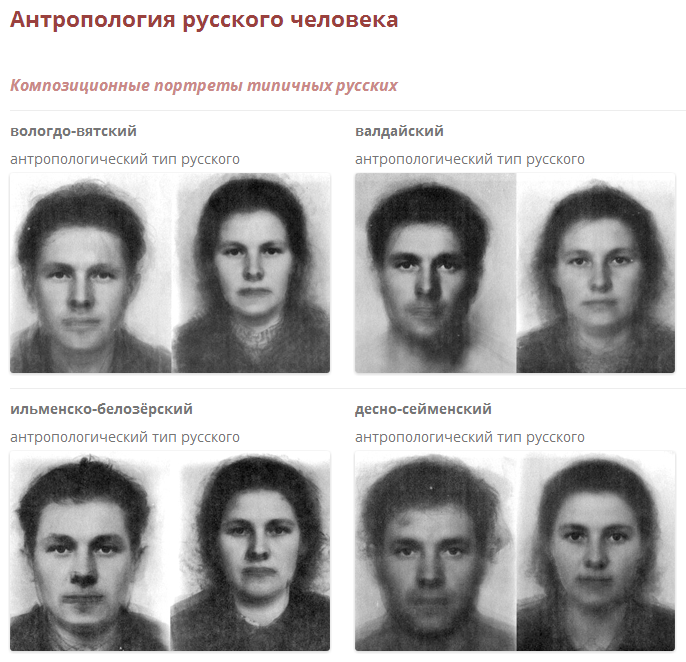 Антропология русского человека
Композиционные портреты типичных русских
вологдо-вятский
антропологический тип русского
валдайский
антропологический тип русского
ильменско-белозёрский
антропологический тип русского
десно-сейменский
антропологический тип русского